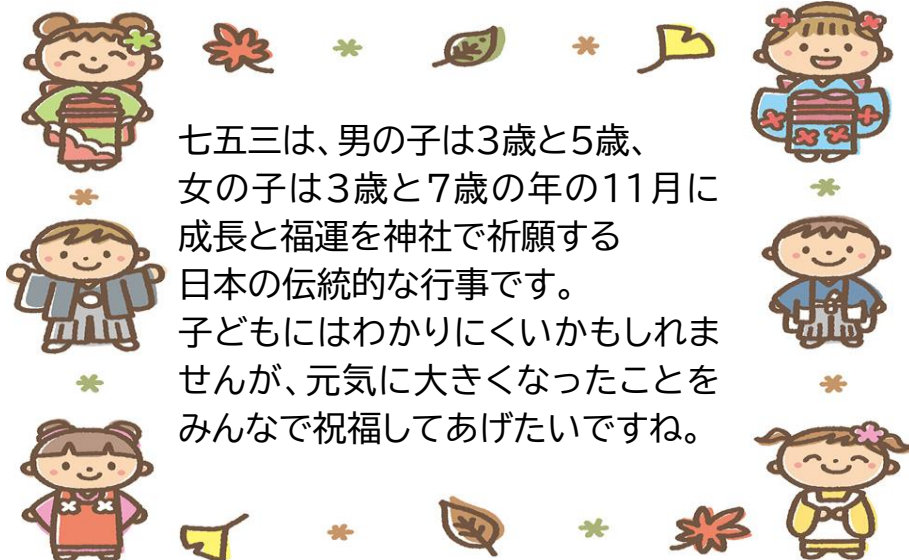 七五三は、男の子は3歳と5歳、
女の子は3歳と7歳の年の11月に
成長と福運を神社で祈願する
日本の伝統的な行事です。
子どもにはわかりにくいかもしれま
せんが、元気に大きくなったことを
みんなで祝福してあげたいですね。